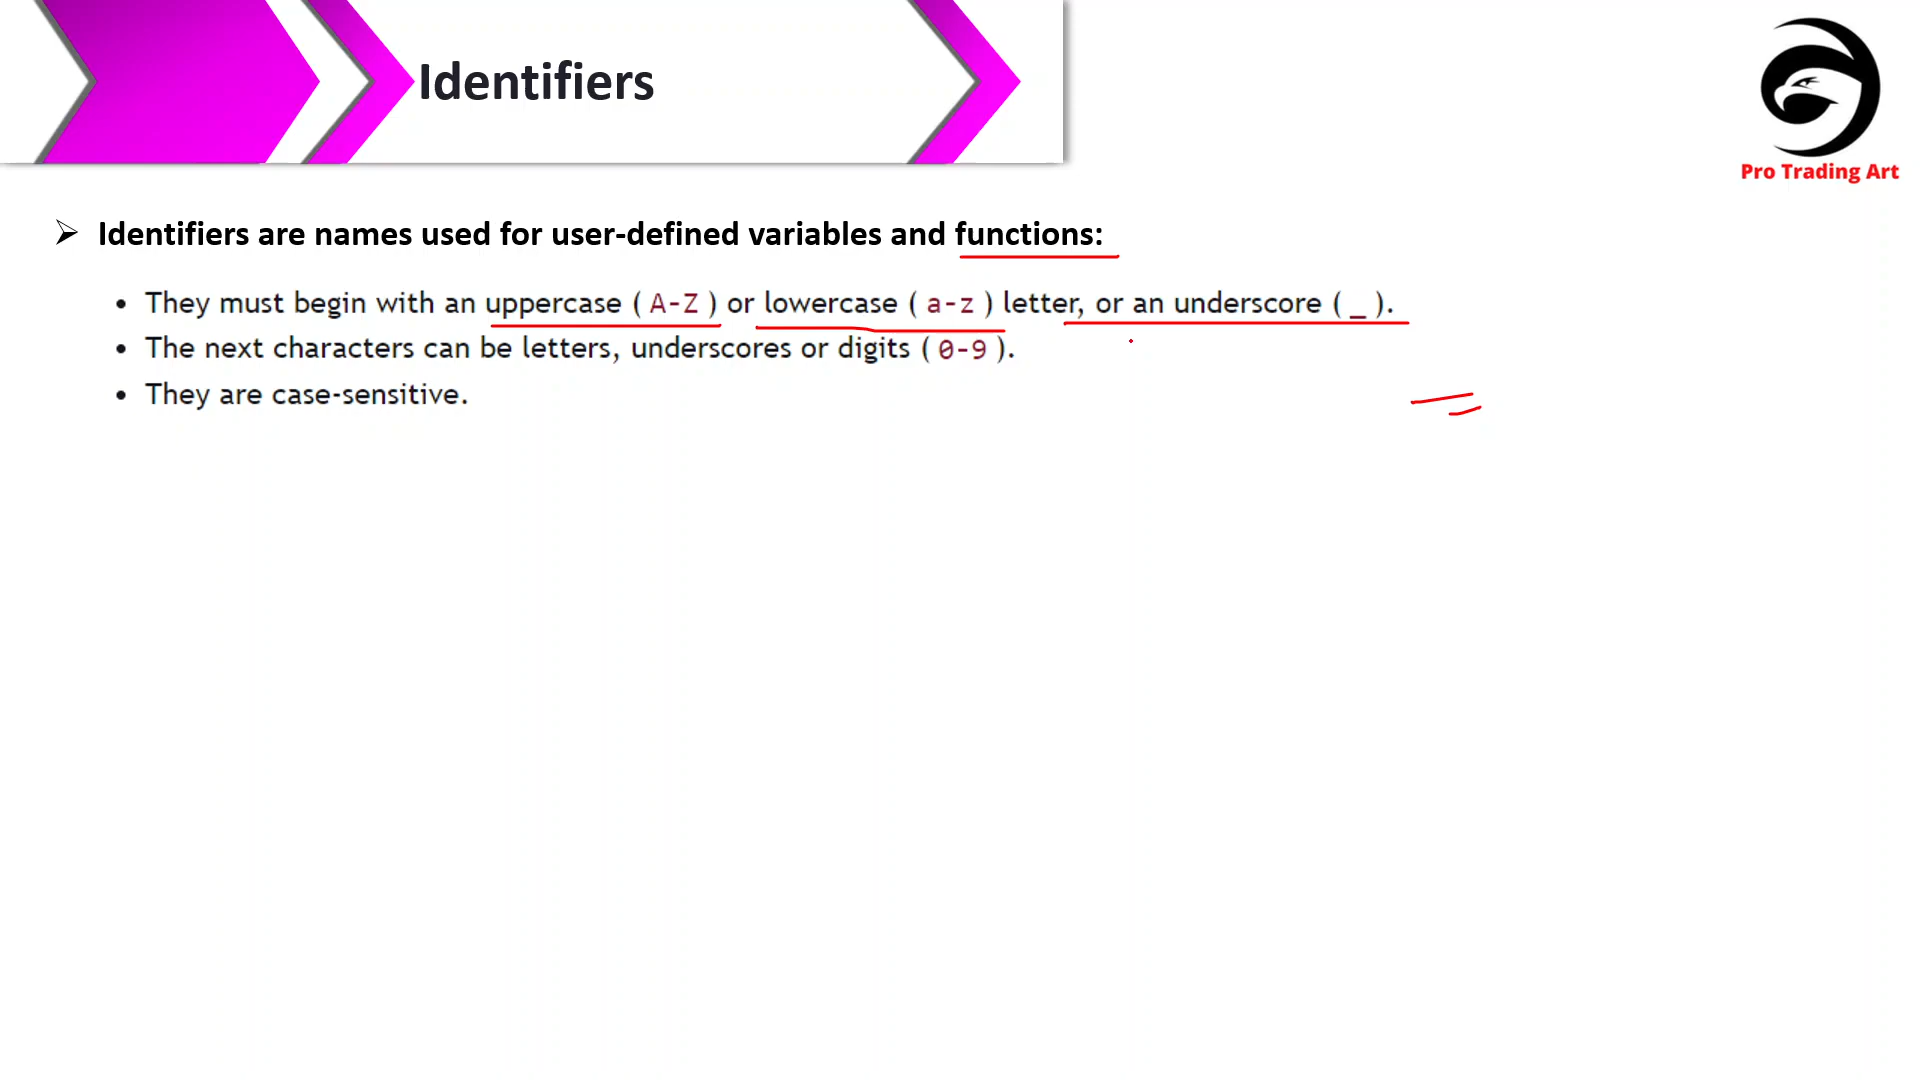 Identifiers
Pro Trading Art
➢ Identifiers are names used for user-defined variables and functions:
• They must begin with an uppercase ( A-Z ) or lowercase ( a-z ) letter, or an underscore ( _ ).
• The next characters can be letters, underscores or digits ( 0-9 ).
• They are case-sensitive.